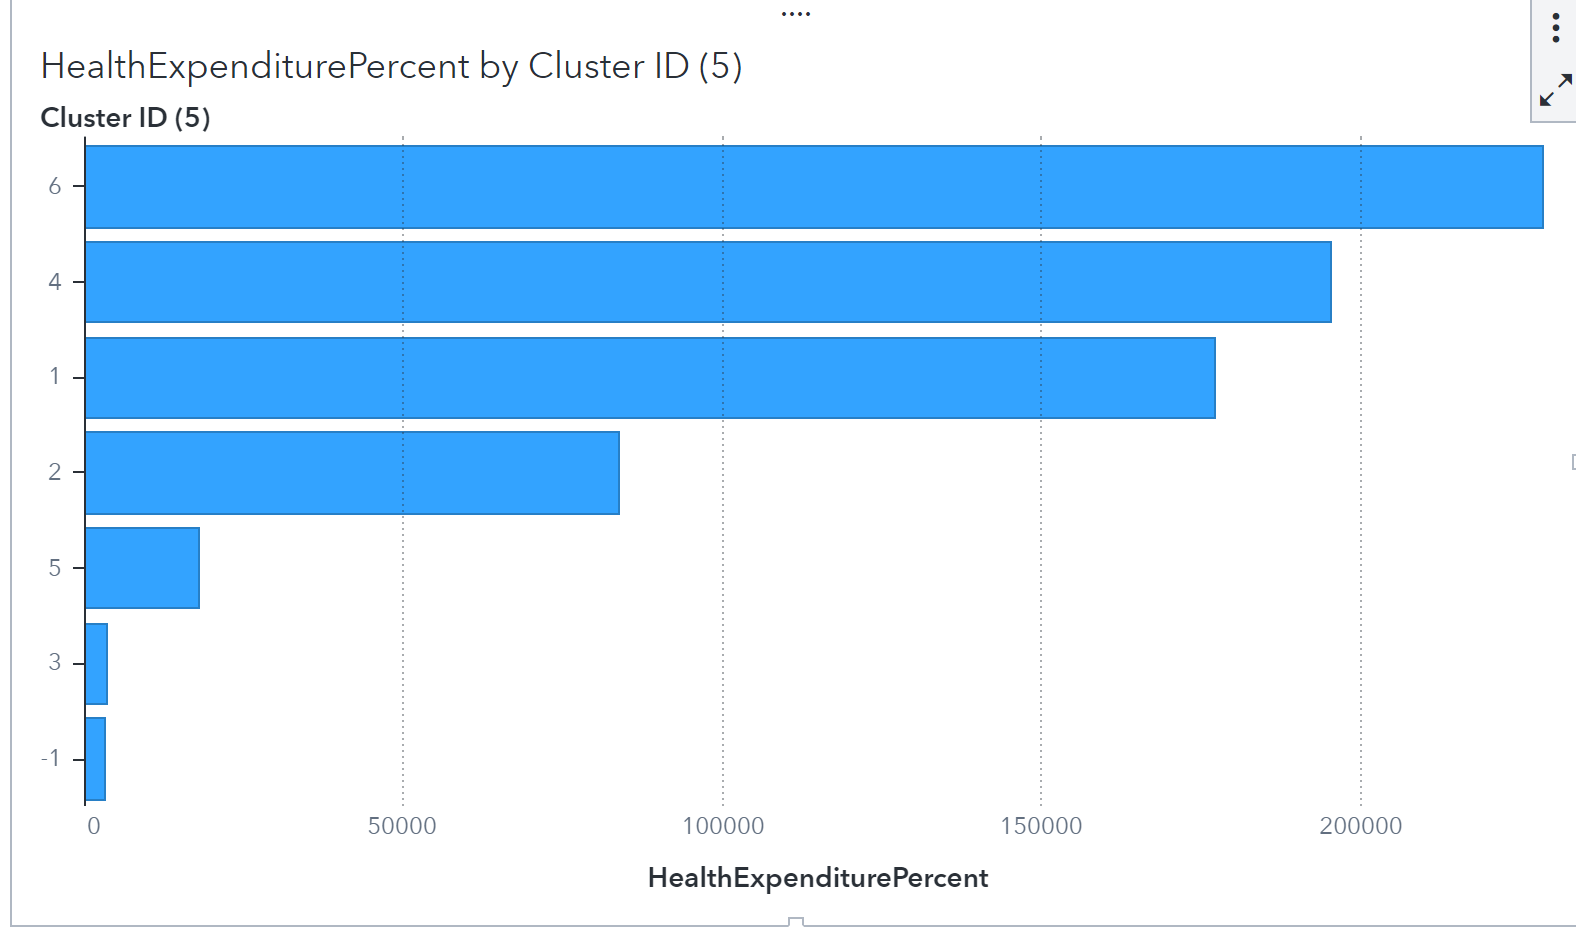 HealthExpenditurePercent by Cluster ID (5)
Cluster ID (5)
6
4
1
2
5
3
-1
0 50000 100000 150000 200000
HealthExpenditurePercent